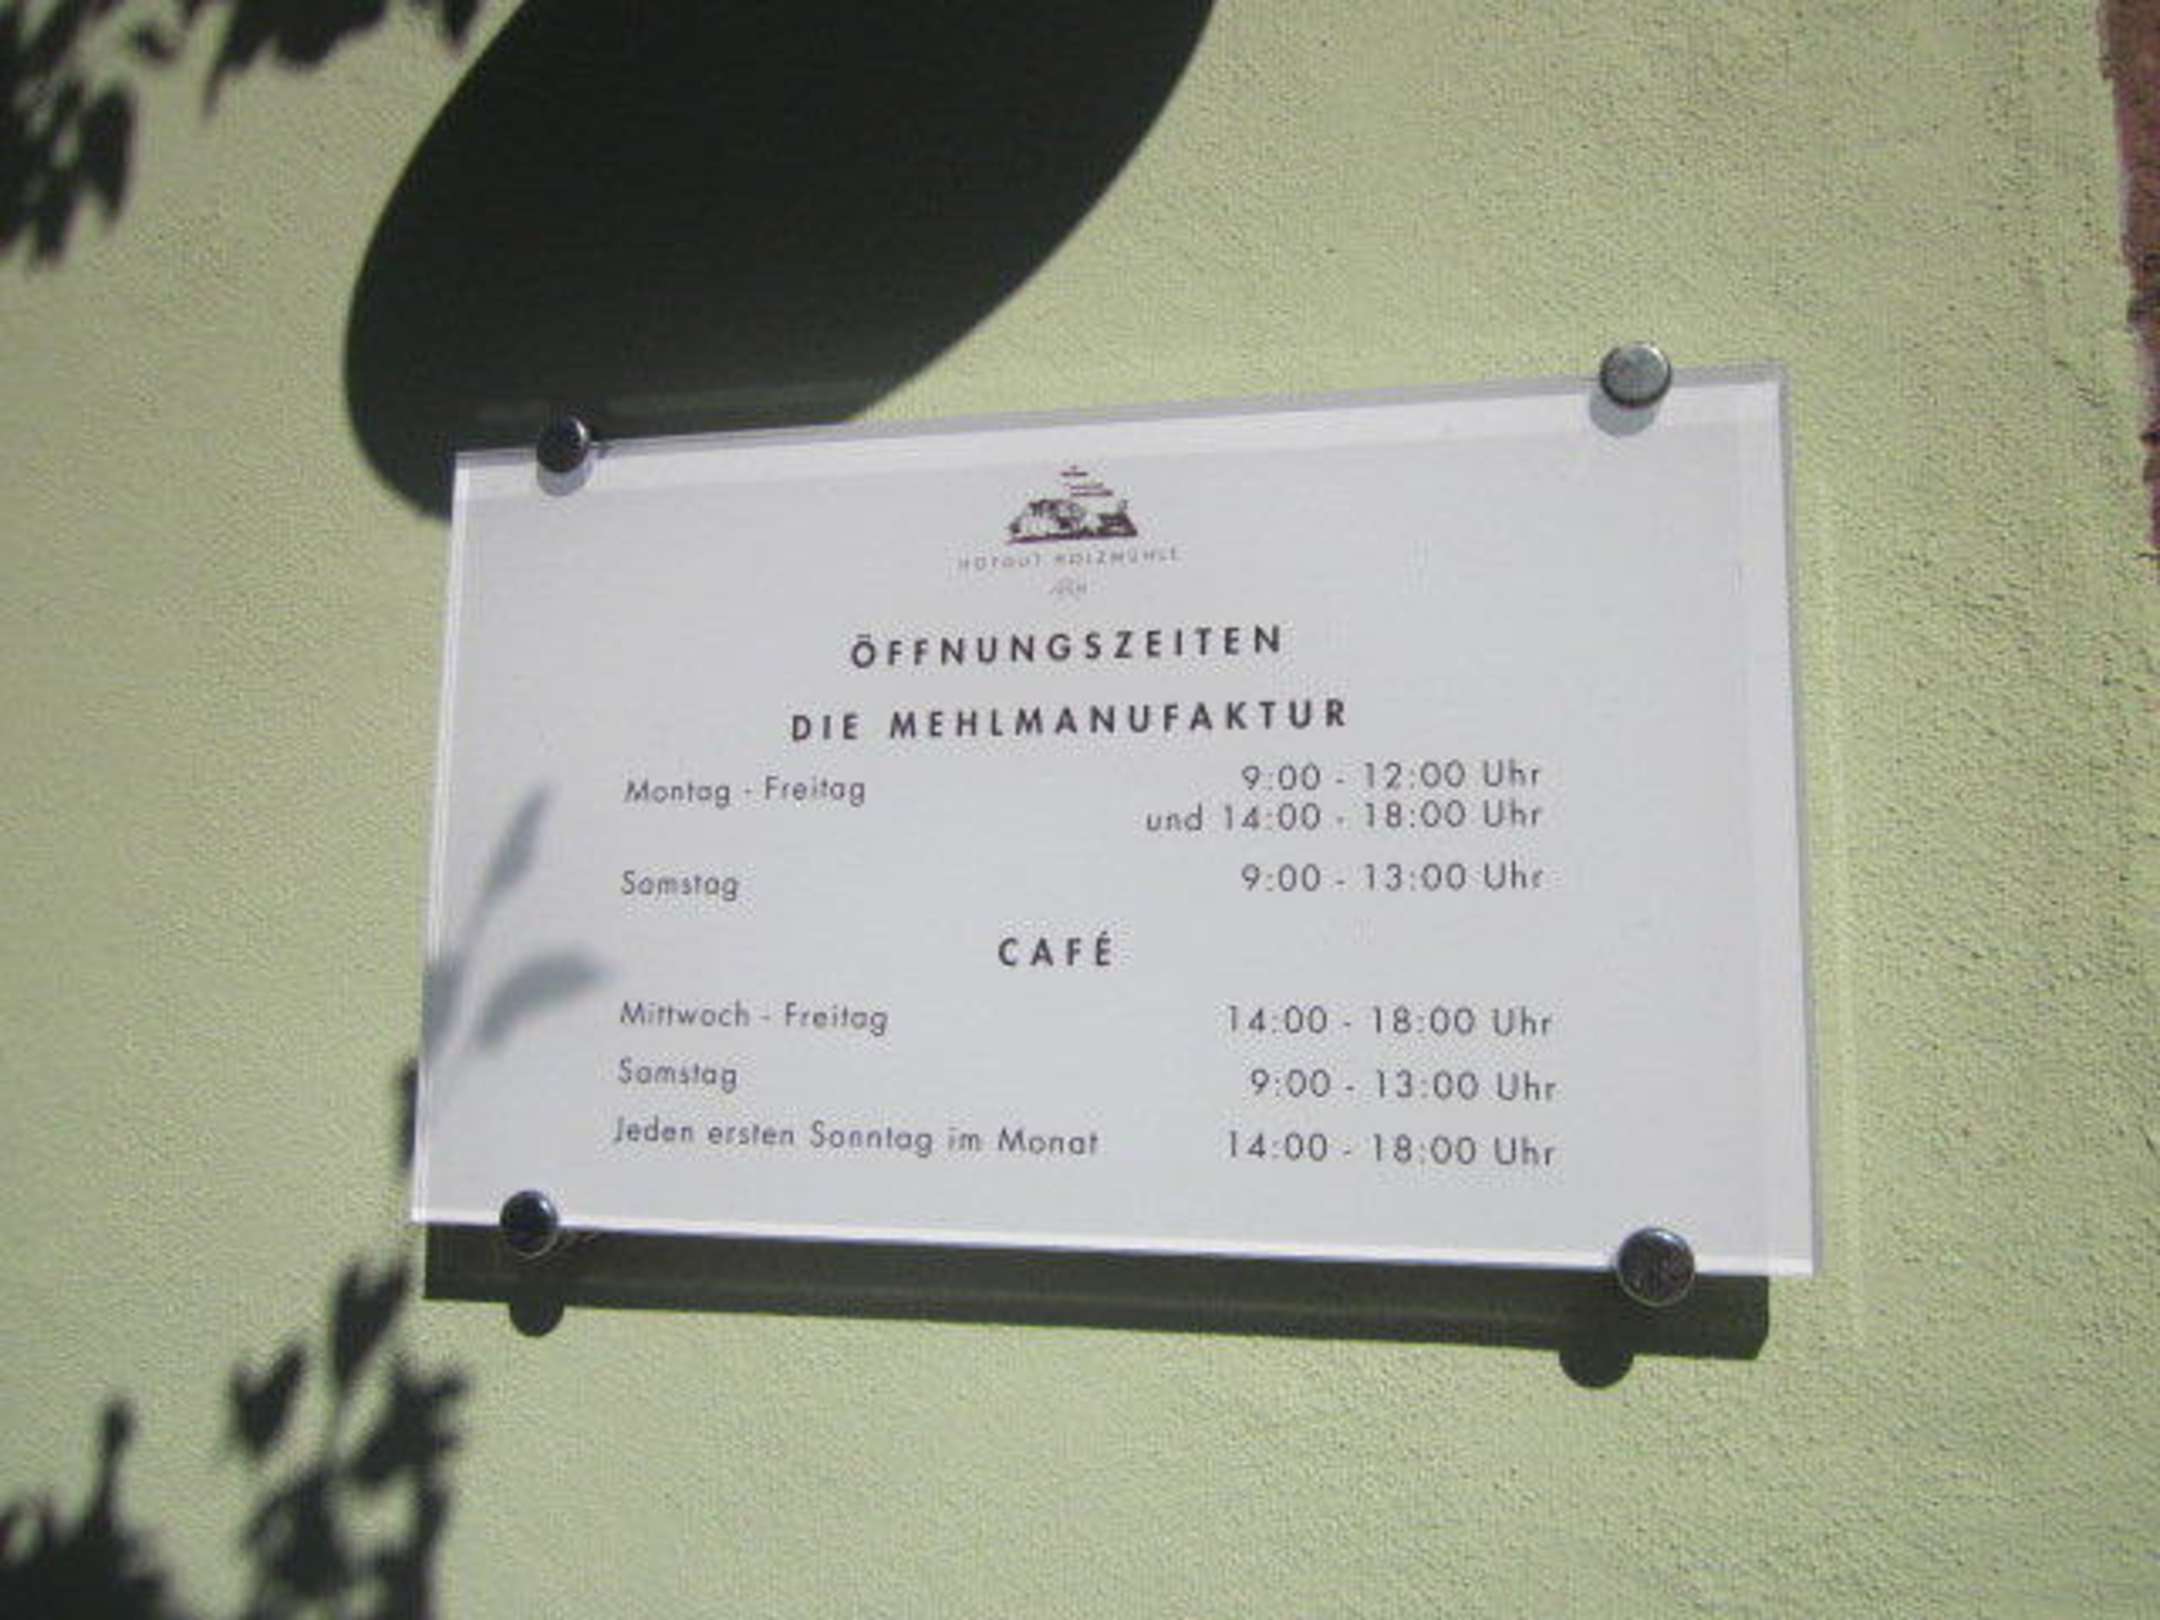 HOFGUT HOLZMÜHLE
ÖFFNUNGSZEITEN
DIE MEHLMANUFAKTUR
Montag - Freitag 9:00 - 12:00 Uhr
und 14:00 - 18:00 Uhr
Samstag 9:00 - 13:00 Uhr
CAFÉ
Mittwoch - Freitag 14:00 - 18:00 Uhr
Samstag 9:00 - 13:00 Uhr
Jeden ersten Sonntag im Monat 14:00 - 18:00 Uhr